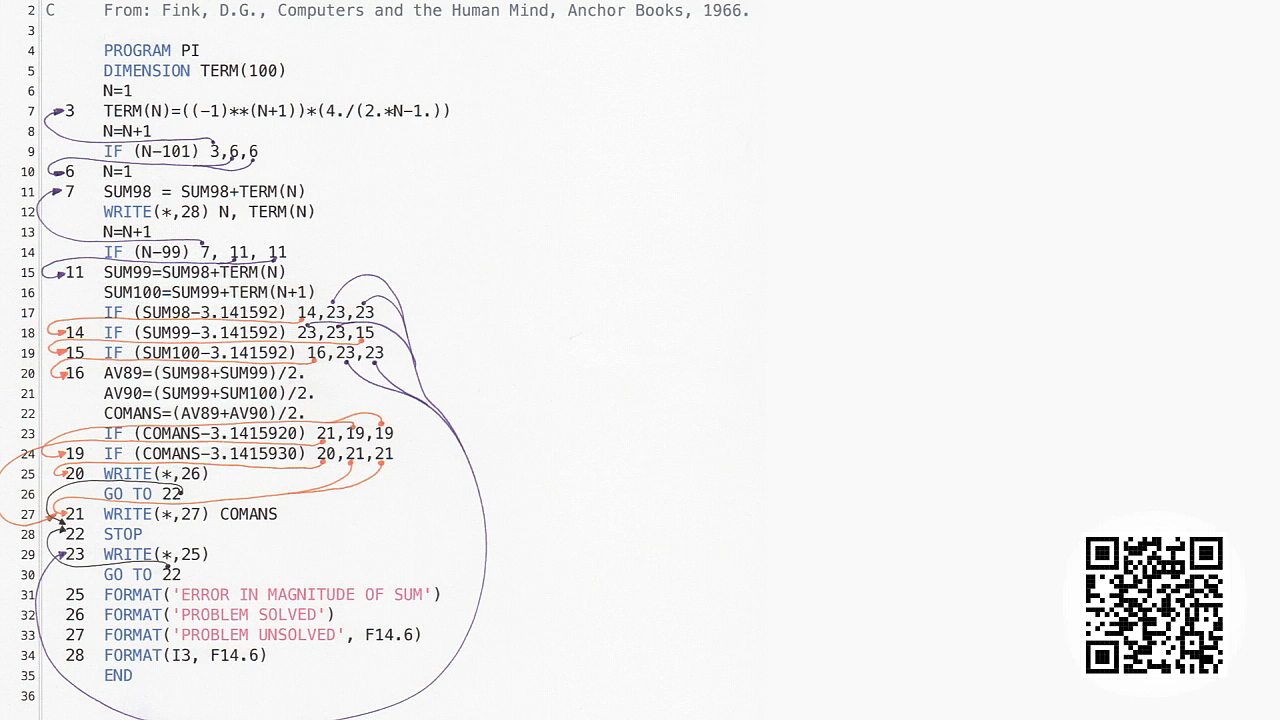 2 C From: Fink, D.G., Computers and the Human Mind, Anchor Books, 1966.
3
4 PROGRAM PI
5 DIMENSION TERM(100)
6 N=1
7 3 TERM(N)=((-1)**(N+1))*(4./(2.*N-1.))
8 N=N+1
9 IF (N-101) 3,6,6
10 6 N=1
11 7 SUM98 = SUM98+TERM(N)
12 WRITE(*,28) N, TERM(N)
13 N=N+1
14 IF (N-99) 7, 11, 11
15 11 SUM99=SUM98+TERM(N)
16 SUM100=SUM99+TERM(N+1)
17 IF (SUM98-3.141592) 14,23,23
18 14 IF (SUM99-3.141592) 23,23,15
19 15 IF (SUM100-3.141592) 16,23,23
20 16 AV89=(SUM98+SUM99)/2.
21 AV90=(SUM99+SUM100)/2.
22 COMANS=(AV89+AV90)/2.
23 IF (COMANS-3.1415920) 21,19,19
24 19 IF (COMANS-3.1415930) 20,21,21
25 20 WRITE(*,26)
26 GO TO 22
27 21 WRITE(*,27) COMANS
28 22 STOP
29 23 WRITE(*,25)
30 GO TO 22
31 25 FORMAT('ERROR IN MAGNITUDE OF SUM')
32 26 FORMAT('PROBLEM SOLVED')
33 27 FORMAT('PROBLEM UNSOLVED', F14.6)
34 28 FORMAT(I3, F14.6)
35 END
36